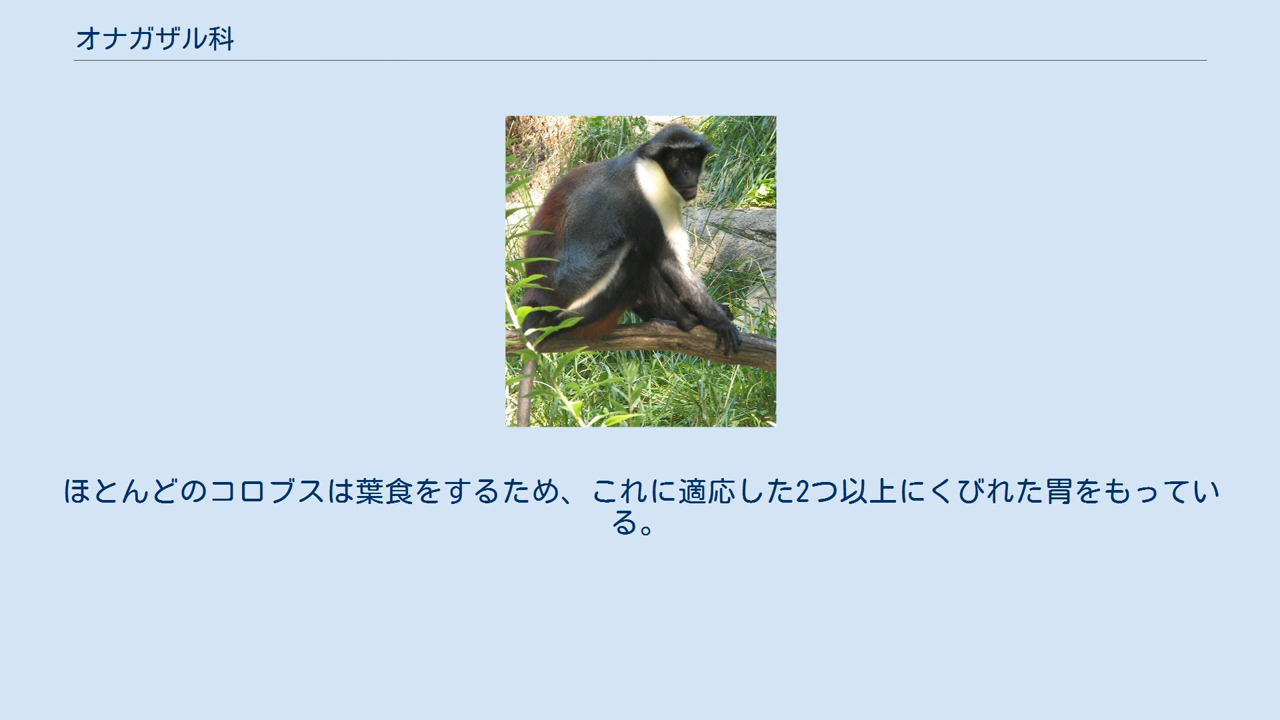 オナガザル科
ほとんどのコロブスは葉食をするため、これに適応した2つ以上にくびれた胃をもってい
る。